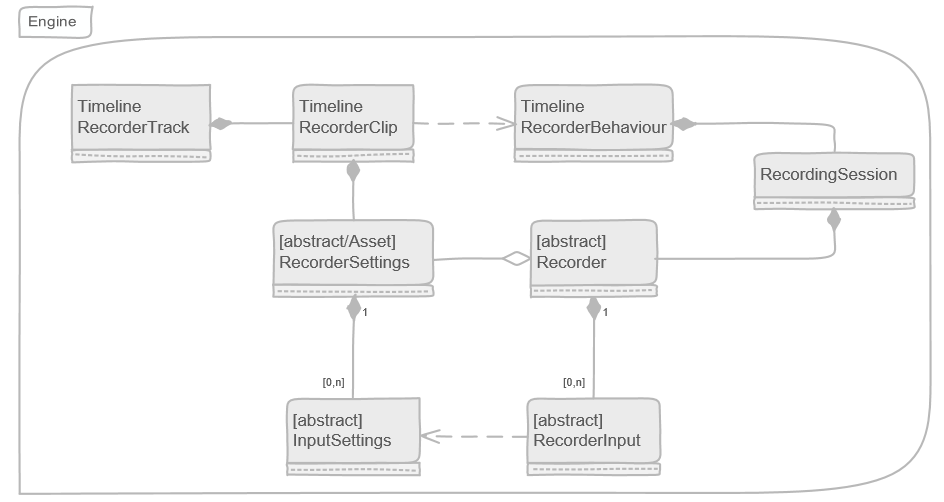 Engine
Timeline
RecorderTrack
Timeline
RecorderClip
Timeline
RecorderBehaviour
RecordingSession
[abstract/Asset]
RecorderSettings
[abstract]
Recorder
1
1
[0,n]
[0,n]
[abstract]
InputSettings
[abstract]
RecorderInput